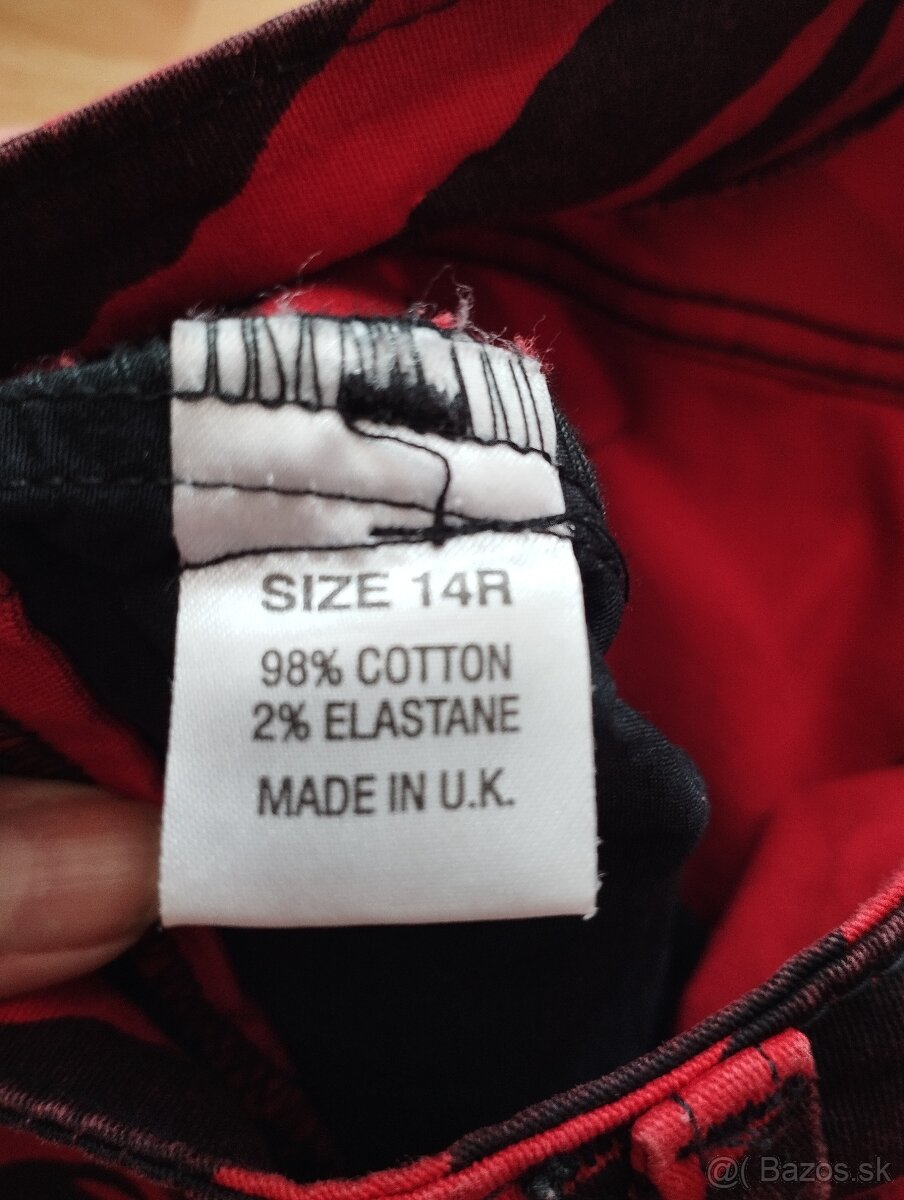 SIZE 14R
98% COTTON
2% ELASTANE
MADE IN U.K.
@( Bazos.sk